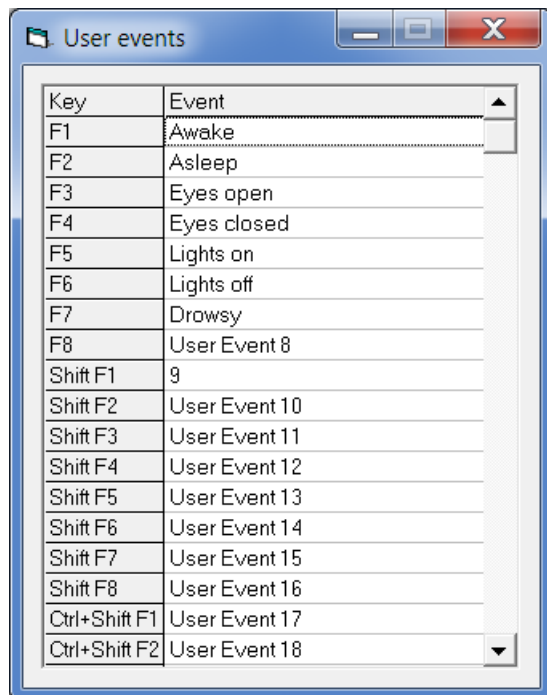 User events
Key Event
F1 Awake
F2 Asleep
F3 Eyes open
F4 Eyes closed
F5 Lights on
F6 Lights off
F7 Drowsy
F8 User Event 8
Shift F1 9
Shift F2 User Event 10
Shift F3 User Event 11
Shift F4 User Event 12
Shift F5 User Event 13
Shift F6 User Event 14
Shift F7 User Event 15
Shift F8 User Event 16
Ctrl+Shift F1 User Event 17
Ctrl+Shift F2 User Event 18